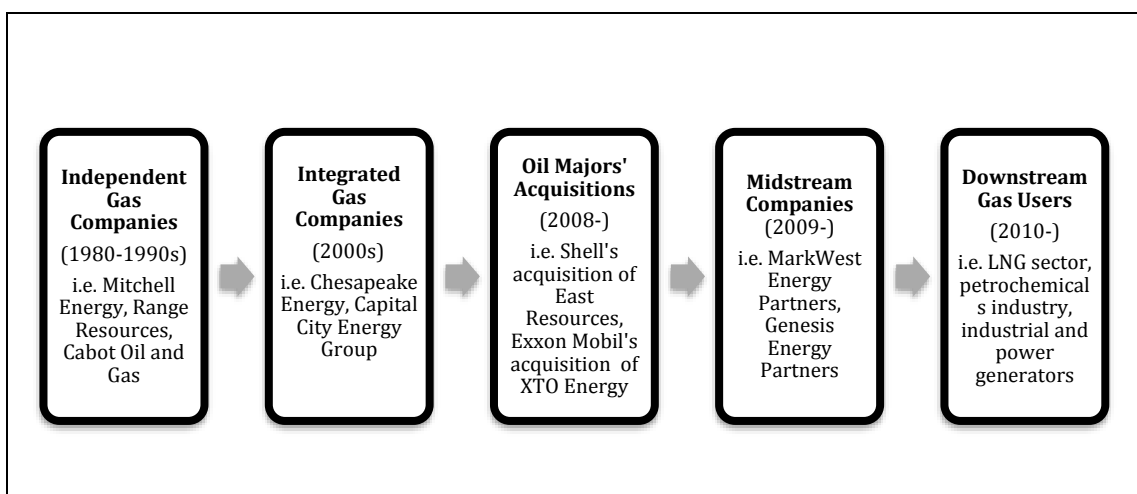 Independent
Gas
Companies
(1980-1990s)
i.e. Mitchell
Energy, Range
Resources,
Cabot Oil and
Gas
Integrated
Gas
Companies
(2000s)
i.e. Chesapeake
Energy, Capital
City Energy
Group
Oil Majors'
Acquisitions
(2008-)
i.e. Shell's
acquisition of
East
Resources,
Exxon Mobil's
acquisition of
XTO Energy
Midstream
Companies
(2009-)
i.e. MarkWest
Energy
Partners,
Genesis
Energy
Partners
Downstream
Gas Users
(2010-)
i.e. LNG sector,
petrochemical
s industry,
industrial and
power
generators